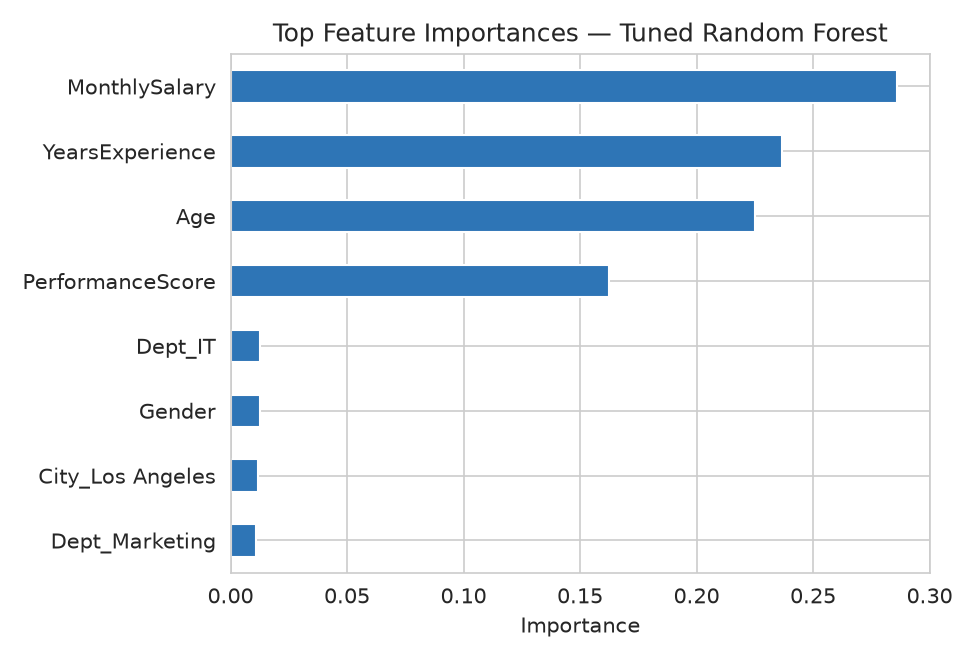 Top Feature Importances — Tuned Random Forest
MonthlySalary
YearsExperience
Age
PerformanceScore
Dept_IT
Gender
City_Los Angeles
Dept_Marketing
0.00 0.05 0.10 0.15 0.20 0.25 0.30
Importance